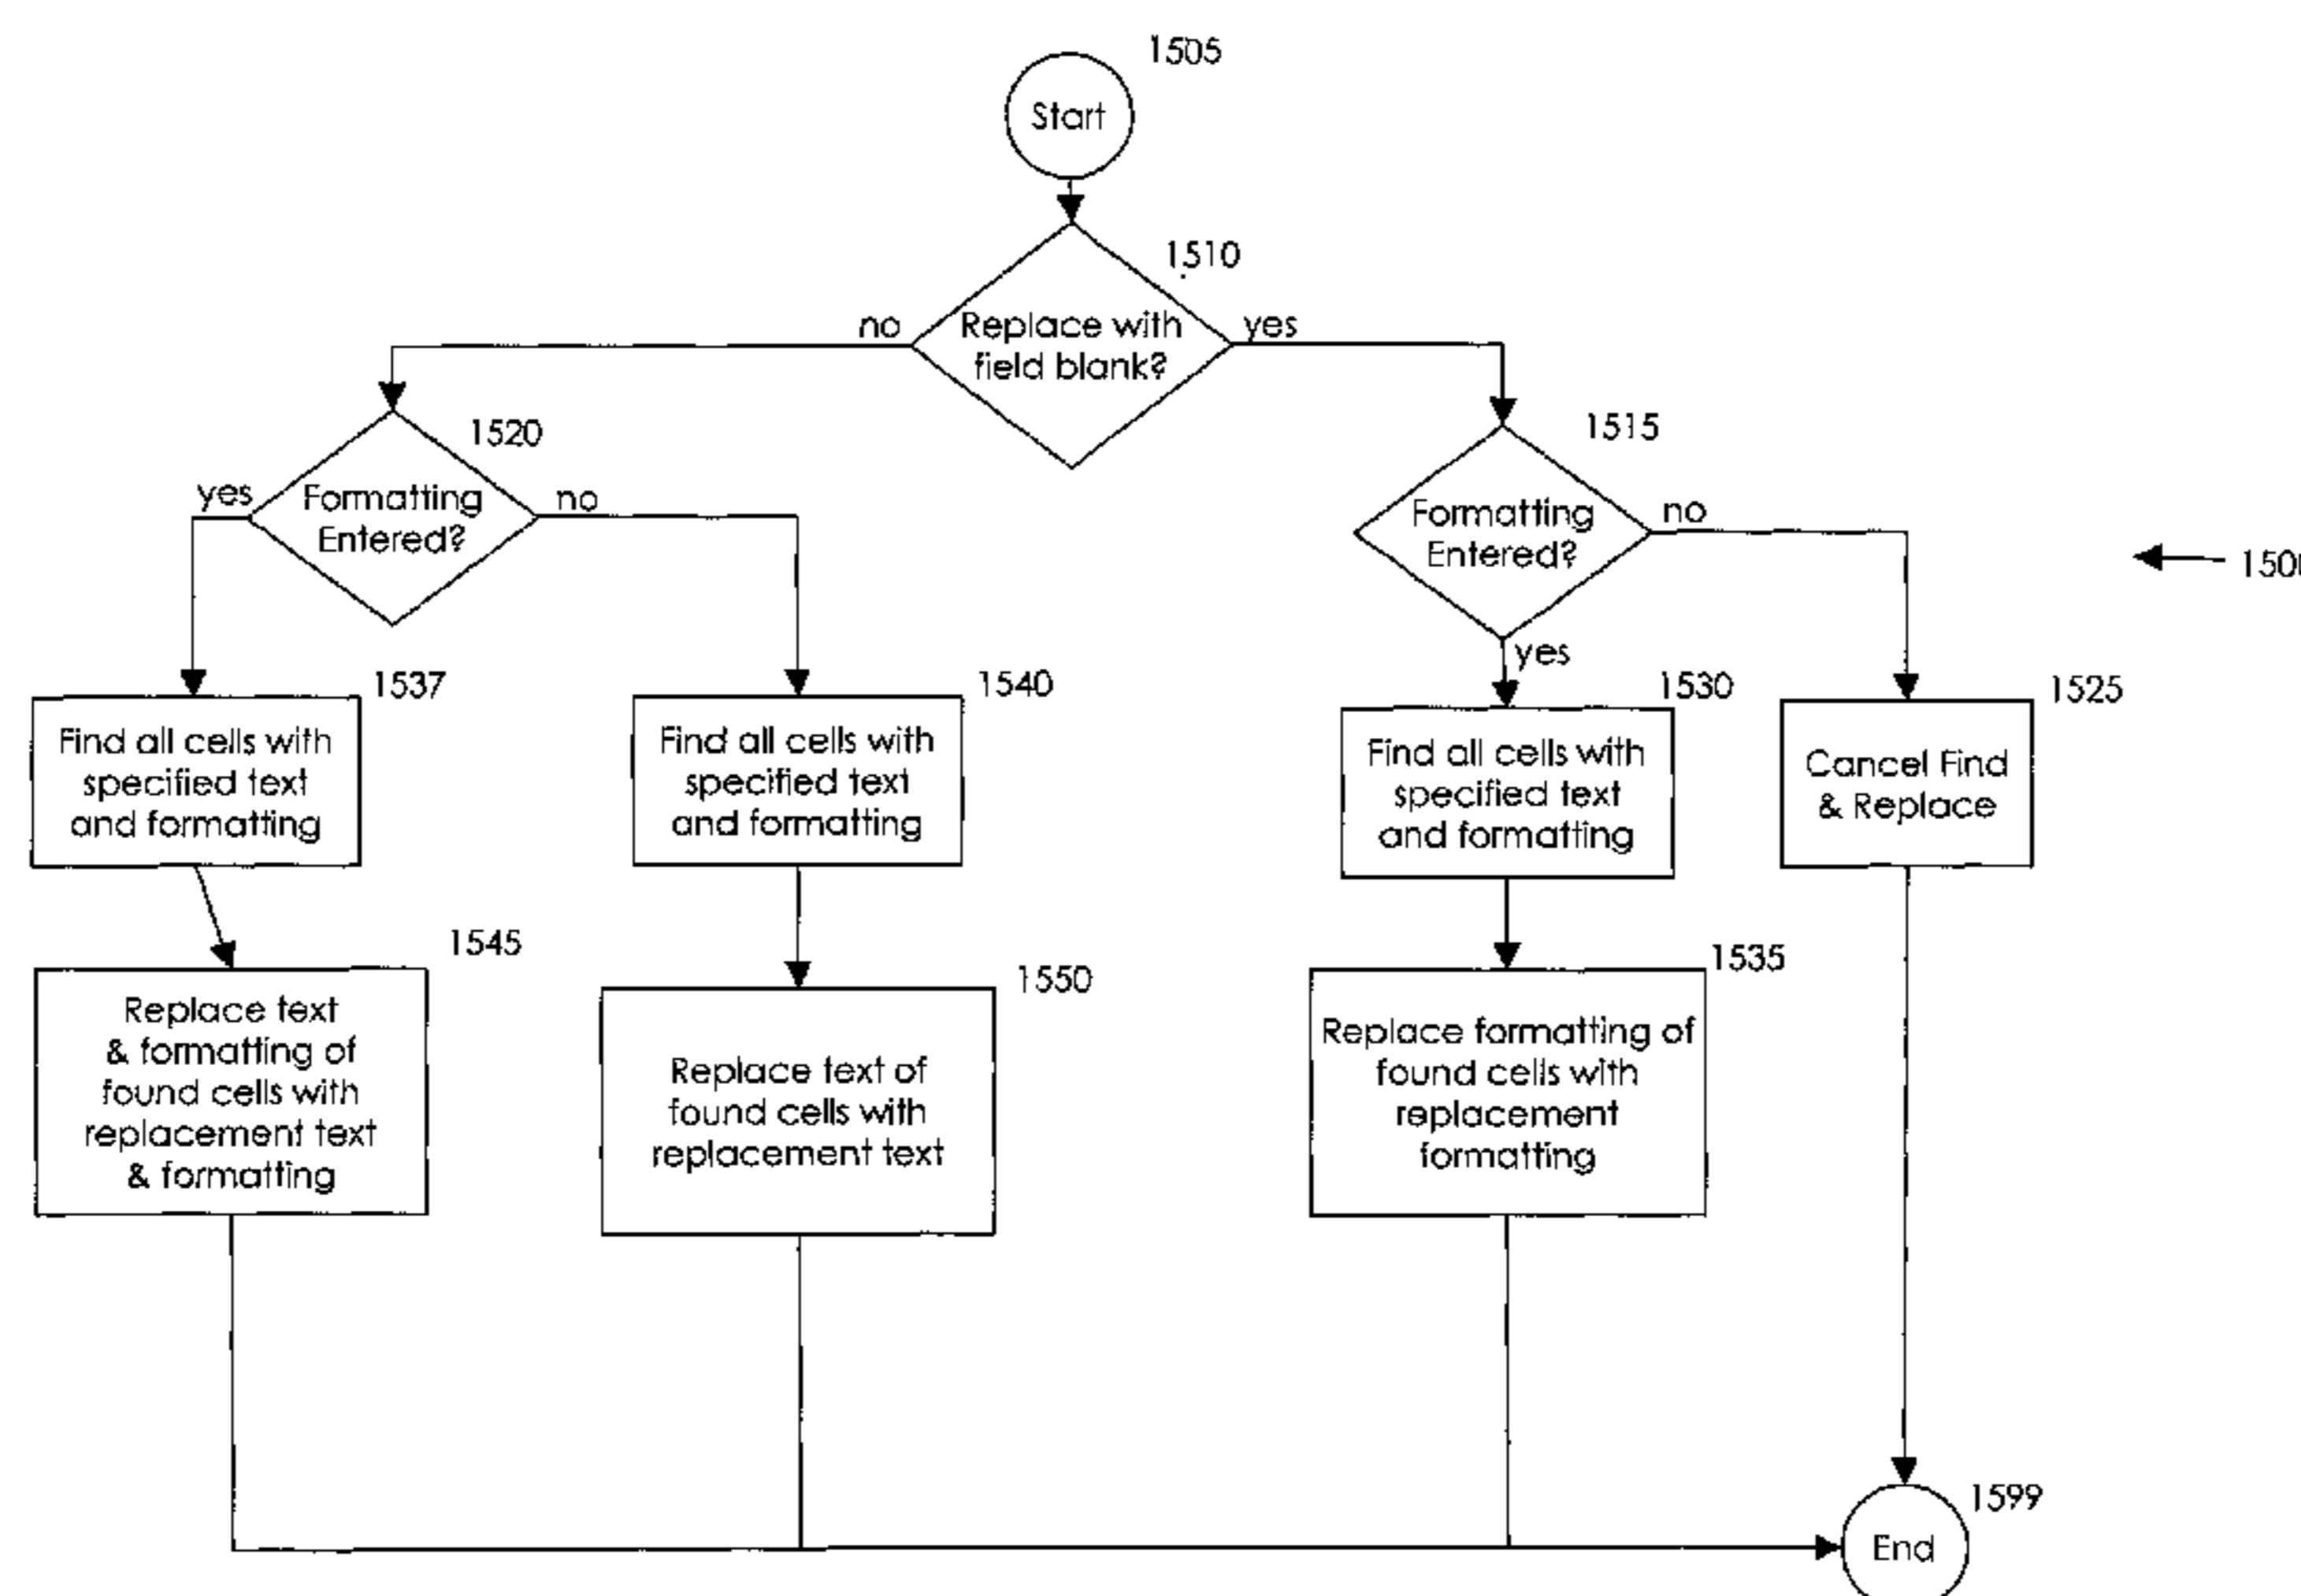 1505
Start
1510
Replace with
field blank?
no
yes
1520
Formatting
Entered?
yes
no
1515
Formatting
Entered?
no
yes
1537
Find all cells with
specified text
and formatting
1540
Find all cells with
specified text
and formatting
1530
Find all cells with
specified text
and formatting
1525
Cancel Find
& Replace
1545
Replace text
& formatting of
found cells with
replacement text
& formatting
1550
Replace text of
found cells with
replacement text
1535
Replace formatting of
found cells with
replacement
formatting
1599
End